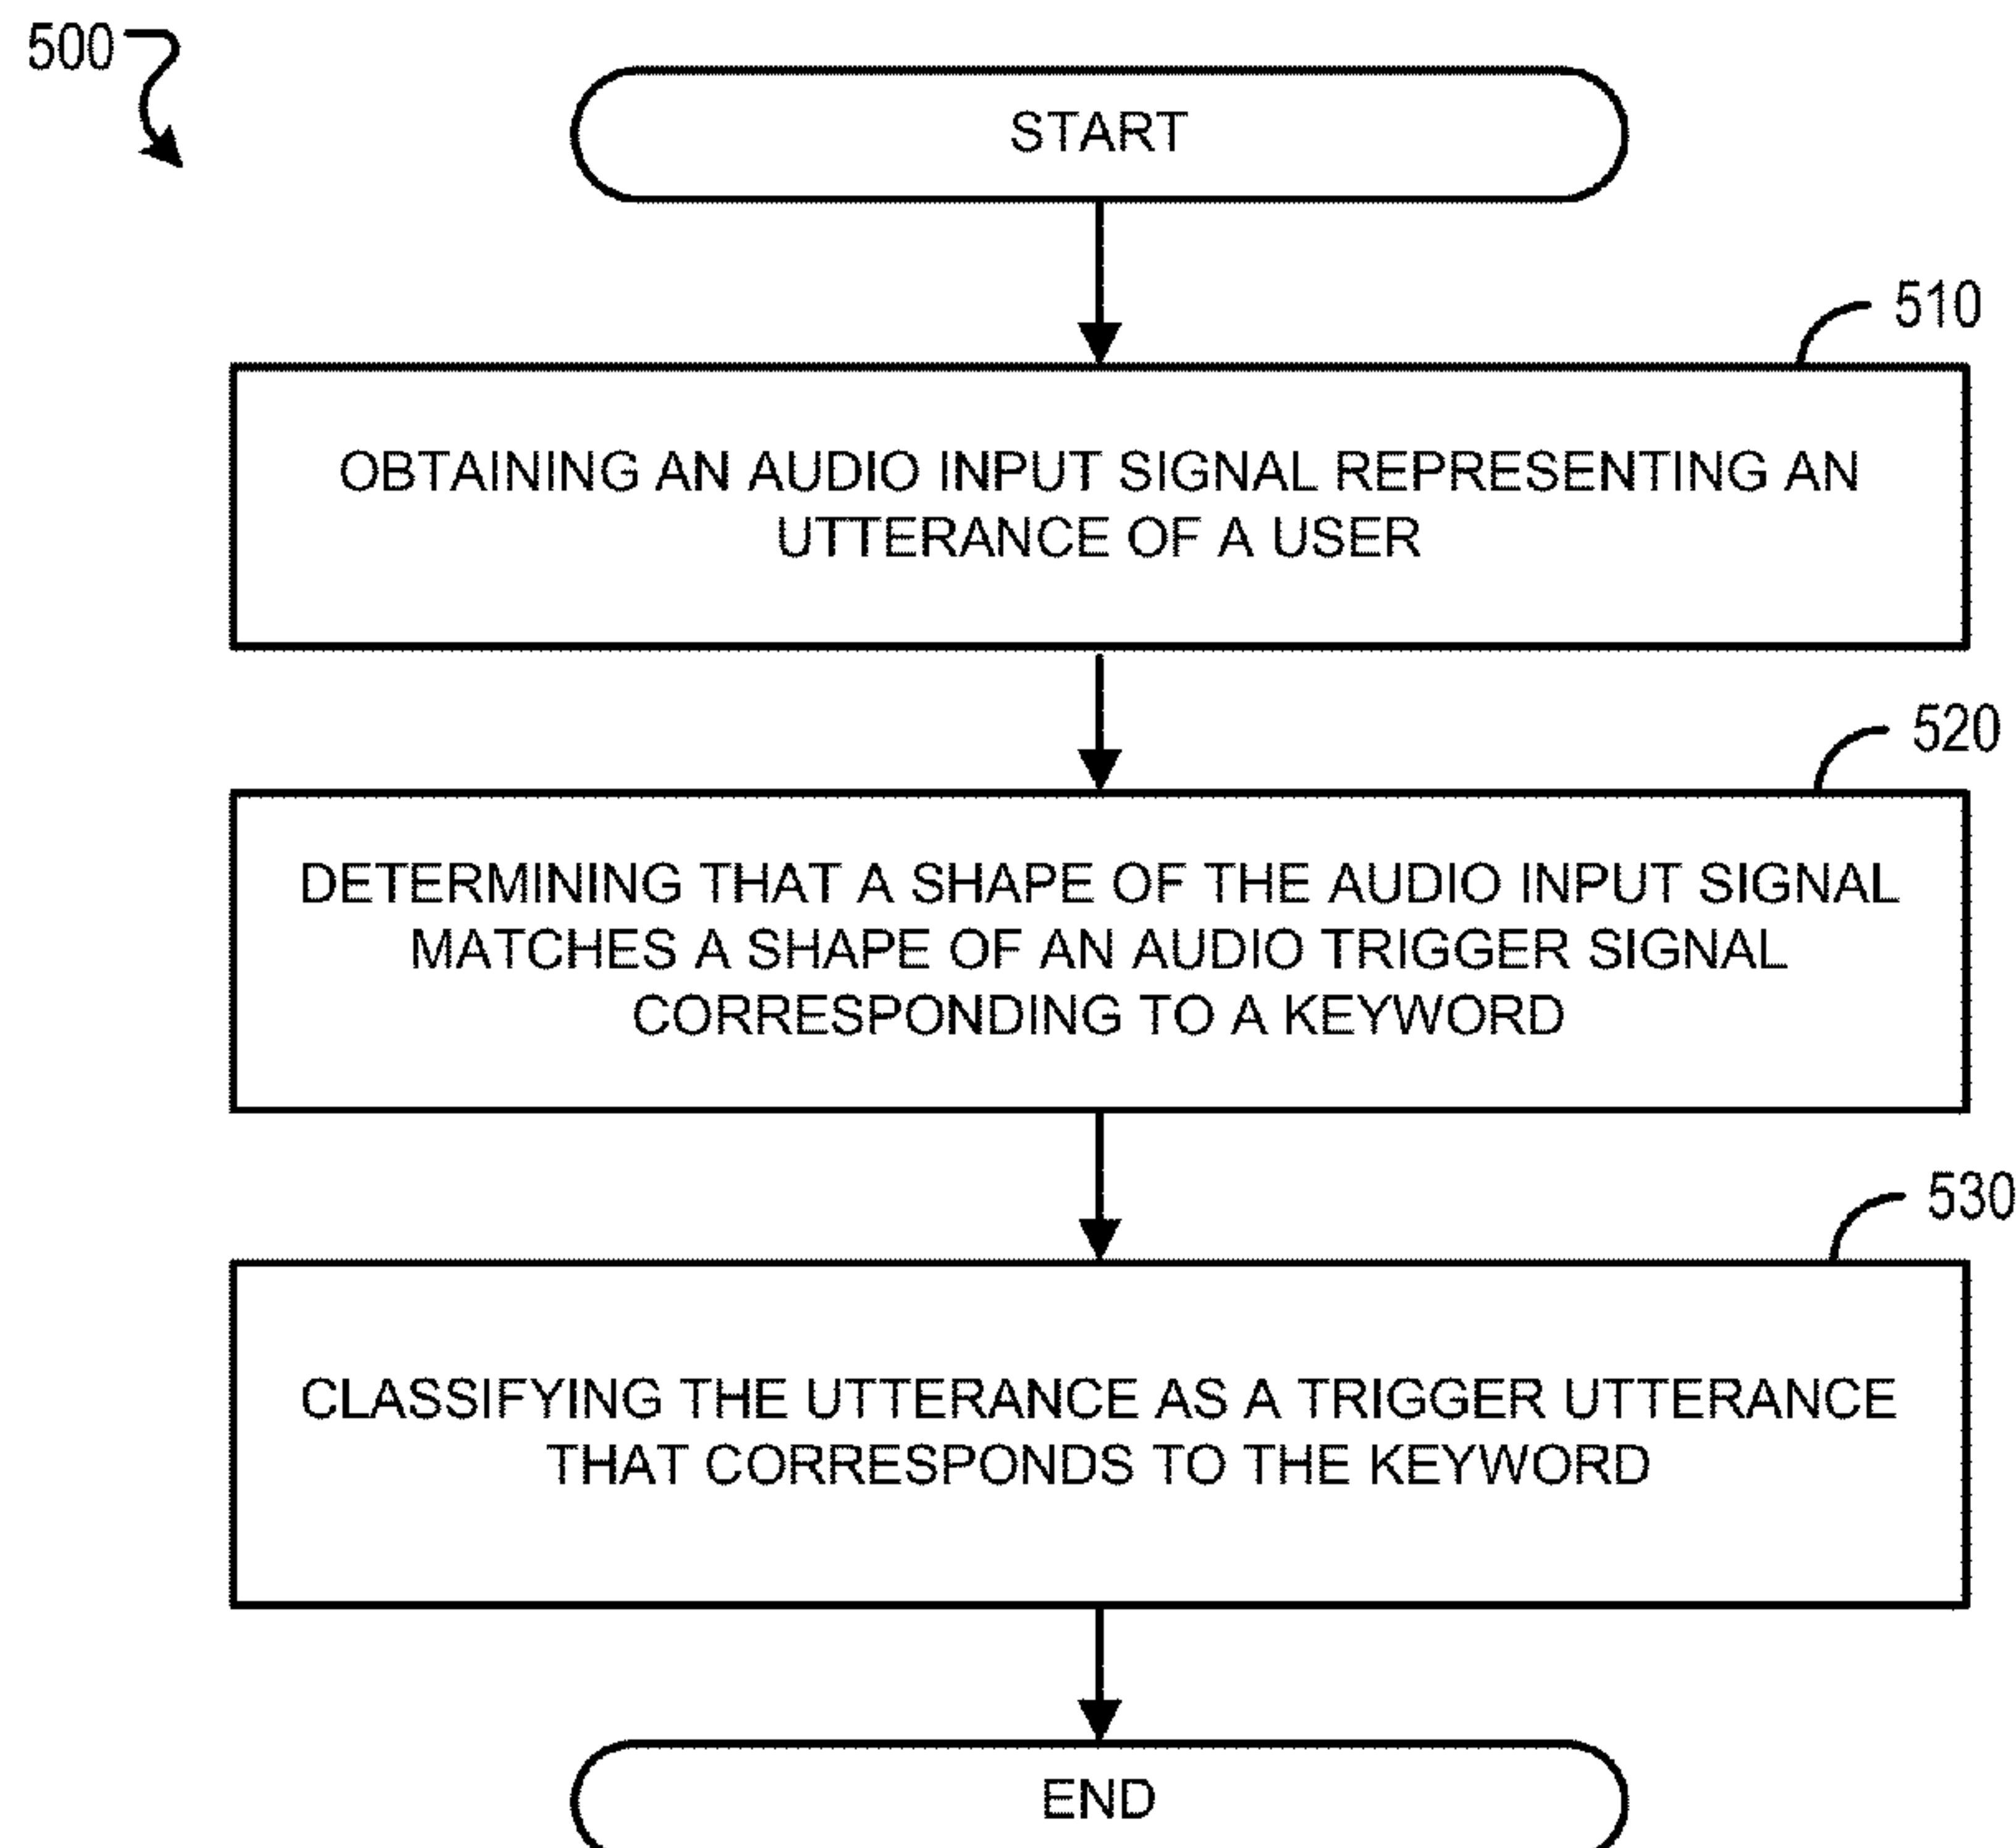 500
START
510
OBTAINING AN AUDIO INPUT SIGNAL REPRESENTING AN
UTTERANCE OF A USER
520
DETERMINING THAT A SHAPE OF THE AUDIO INPUT SIGNAL
MATCHES A SHAPE OF AN AUDIO TRIGGER SIGNAL
CORRESPONDING TO A KEYWORD
530
CLASSIFYING THE UTTERANCE AS A TRIGGER UTTERANCE
THAT CORRESPONDS TO THE KEYWORD
END